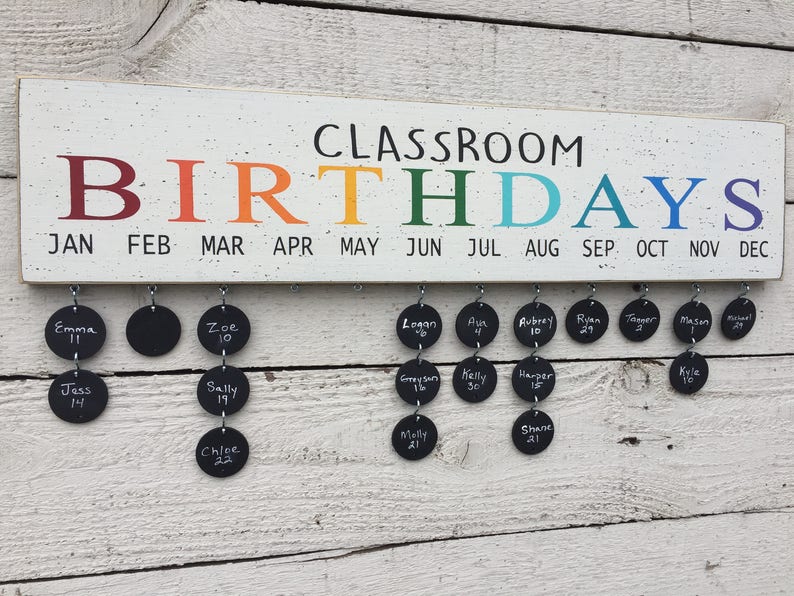 CLASSROOM
BIRTHDAYS
JAN FEB MAR APR MAY JUN JUL AUG SEP OCT NOV DEC
Emma
11
Jess
14
Zoe
10
Sally
19
Chloe
22
Logan
6
Greyson
16
Molly
21
Ava
4
Kelly
30
Aubrey
10
Harper
15
Shane
21
Ryan
29
Tanner
2
Mason
1
Kyle
10
Michael
29